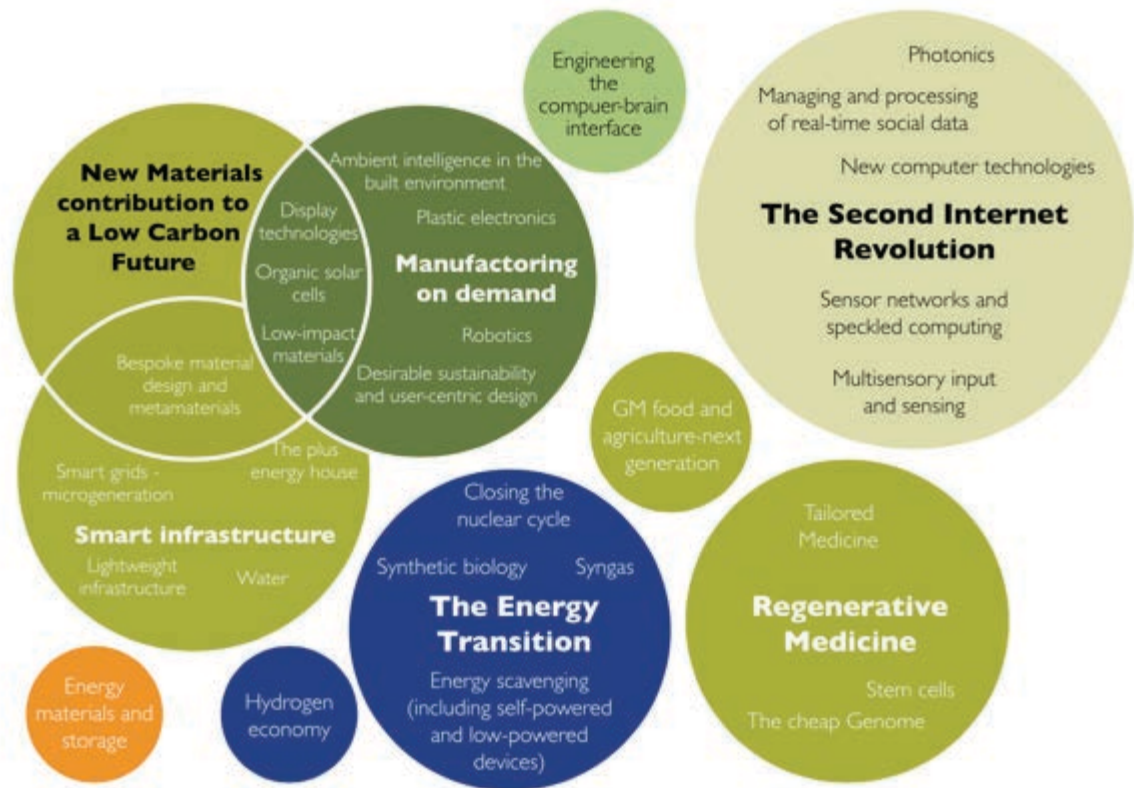 Engineering
the
compuer-brain
interface
Photonics
Managing and processing
of real-time social data
New computer technologies
The Second Internet
Revolution
Sensor networks and
speckled computing
Multisensory input
and sensing
New Materials
contribution to
a Low Carbon
Future
Display
technologies
Organic solar
cells
Low-impact
materials
Ambient intelligence in the
built environment
Plastic electronics
Manufactoring
on demand
Robotics
Desirable sustainability
and user-centric design
Bespoke material
design and
metamaterials
The plus
energy house
Smart grids -
microgeneration
Smart infrastructure
Lightweight
infrastructure
Water
GM food and
agriculture-next
generation
Closing the
nuclear cycle
Synthetic biology
Syngas
The Energy
Transition
Energy scavenging
(including self-powered
and low-powered
devices)
Tailored
Medicine
Regenerative
Medicine
Stem cells
The cheap Genome
Energy
materials and
storage
Hydrogen
economy